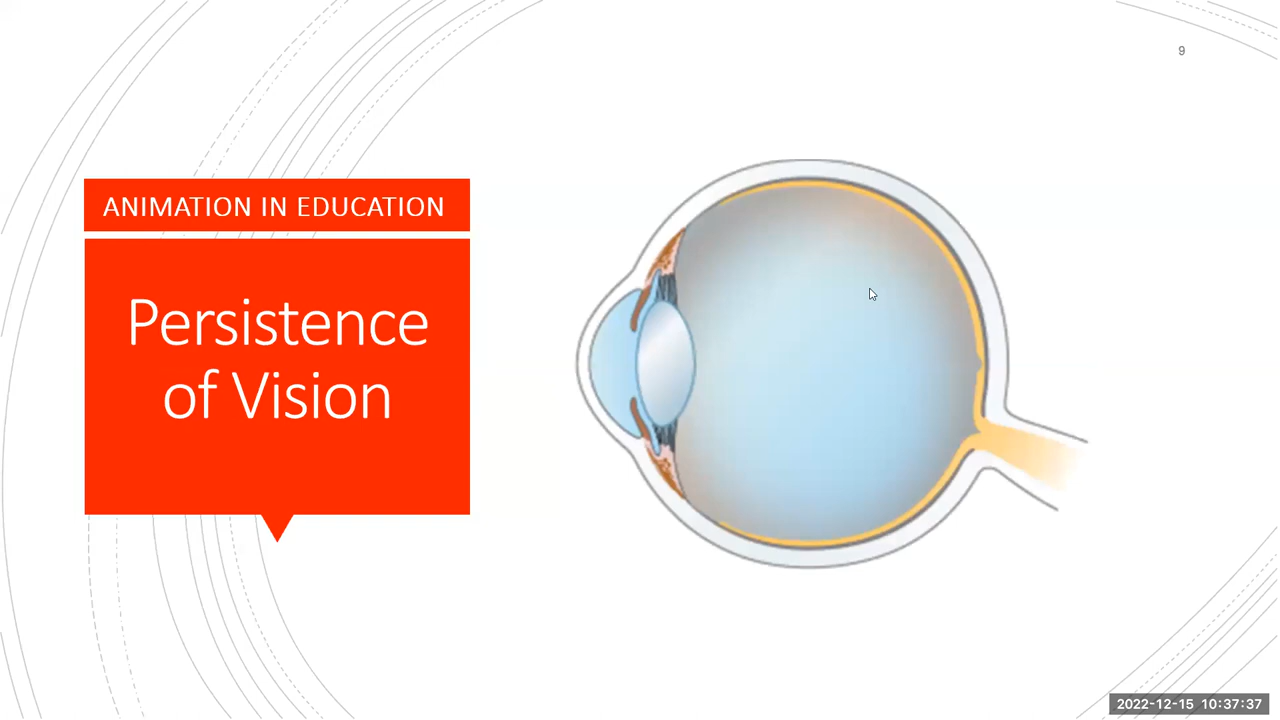 9
ANIMATION IN EDUCATION
Persistence
of Vision
2022-12-15 10:37:37